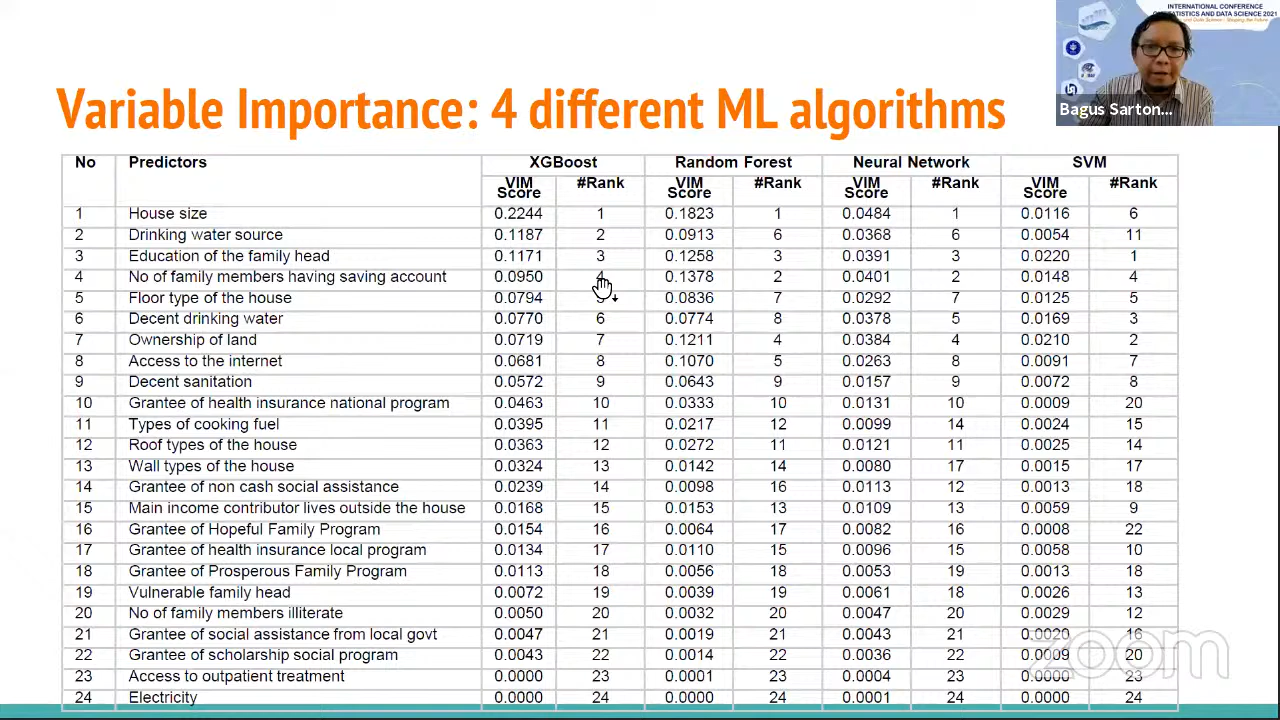 INTERNATIONAL CONFERENCE
STATISTICS AND DATA SCIENCE 2021
Bagus Sarton...
Variable Importance: 4 different ML algorithms
No Predictors XGBoost Random Forest Neural Network SVM
VIM Score #Rank VIM Score #Rank VIM Score #Rank VIM Score #Rank
1 House size 0.2244 1 0.1823 1 0.0484 1 0.0116 6
2 Drinking water source 0.1187 2 0.0913 6 0.0368 6 0.0054 11
3 Education of the family head 0.1171 3 0.1258 3 0.0391 3 0.0220 1
4 No of family members having saving account 0.0950 4 0.1378 2 0.0401 2 0.0148 4
5 Floor type of the house 0.0794 0.0836 7 0.0292 7 0.0125 5
6 Decent drinking water 0.0770 6 0.0774 8 0.0378 5 0.0169 3
7 Ownership of land 0.0719 7 0.1211 4 0.0384 4 0.0210 2
8 Access to the internet 0.0681 8 0.1070 5 0.0263 8 0.0091 7
9 Decent sanitation 0.0572 9 0.0643 9 0.0157 9 0.0072 8
10 Grantee of health insurance national program 0.0463 10 0.0333 10 0.0131 10 0.0009 20
11 Types of cooking fuel 0.0395 11 0.0217 12 0.0099 14 0.0024 15
12 Roof types of the house 0.0363 12 0.0272 11 0.0121 11 0.0025 14
13 Wall types of the house 0.0324 13 0.0142 14 0.0080 17 0.0015 17
14 Grantee of non cash social assistance 0.0239 14 0.0098 16 0.0113 12 0.0013 18
15 Main income contributor lives outside the house 0.0168 15 0.0153 13 0.0109 13 0.0059 9
16 Grantee of Hopeful Family Program 0.0154 16 0.0064 17 0.0082 16 0.0008 22
17 Grantee of health insurance local program 0.0134 17 0.0110 15 0.0096 15 0.0058 10
18 Grantee of Prosperous Family Program 0.0113 18 0.0056 18 0.0053 19 0.0013 18
19 Vulnerable family head 0.0072 19 0.0039 19 0.0061 18 0.0026 13
20 No of family members illiterate 0.0050 20 0.0032 20 0.0047 20 0.0029 12
21 Grantee of social assistance from local govt 0.0047 21 0.0019 21 0.0043 21 0.0020 16
22 Grantee of scholarship social program 0.0043 22 0.0014 22 0.0036 22 0.0009 20
23 Access to outpatient treatment 0.0000 23 0.0001 23 0.0004 23 0.0000 23
24 Electricity 0.0000 24 0.0000 24 0.0001 24 0.0000 24
zoom